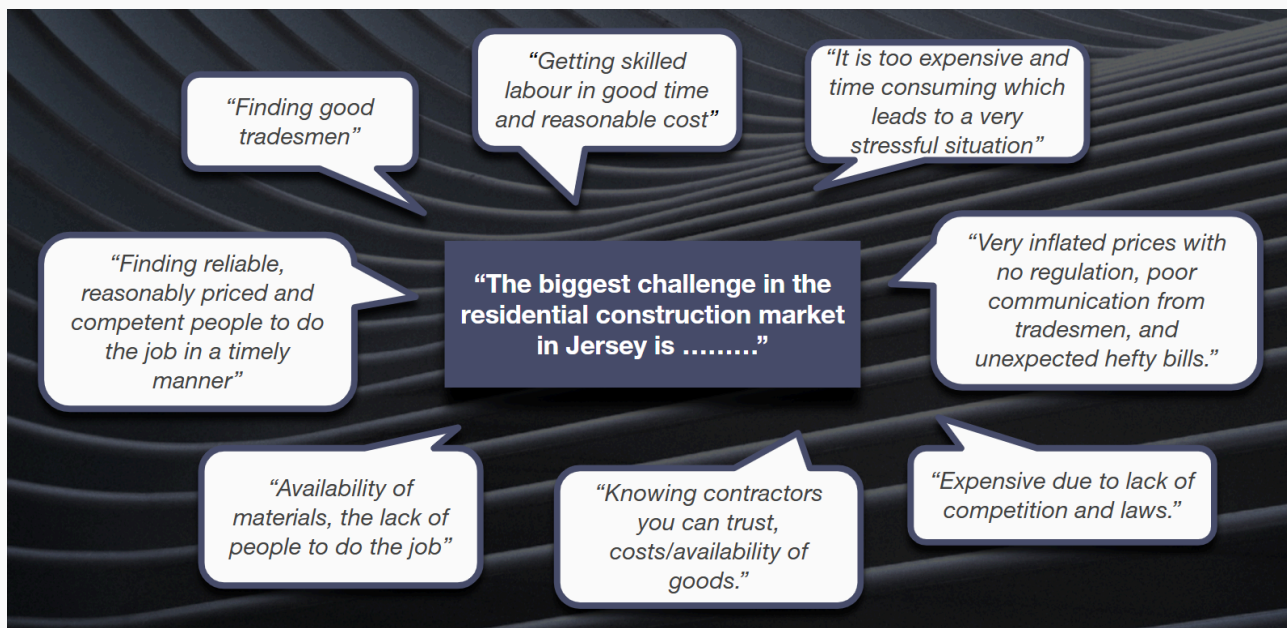 “Finding good
tradesmen”
“Getting skilled
labour in good time
and reasonable cost”
“It is too expensive and
time consuming which
leads to a very
stressful situation”
“Finding reliable,
reasonably priced and
competent people to do
the job in a timely
manner”
“The biggest challenge in the
residential construction market
in Jersey is .........”
“Very inflated prices with
no regulation, poor
communication from
tradesmen, and
unexpected hefty bills.”
“Availability of
materials, the lack of
people to do the job”
“Knowing contractors
you can trust,
costs/availability of
goods.”
“Expensive due to lack of
competition and laws.”